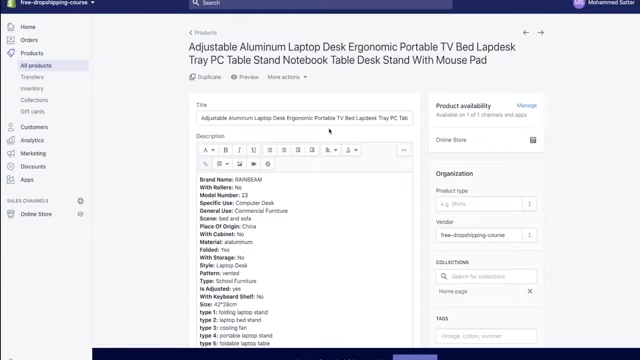 free-dropshipping-course
Search
MS
Mohammed Sattar
Home
Orders
Products
All products
Transfers
Inventory
Collections
Gift cards
Customers
Analytics
Marketing
Discounts
Apps
SALES CHANNELS
Online Store
Products
Adjustable Aluminum Laptop Desk Ergonomic Portable TV Bed Lapdesk
Tray PC Table Stand Notebook Table Desk Stand With Mouse Pad
Duplicate
Preview
More actions
Title
Adjustable Aluminum Laptop Desk Ergonomic Portable TV Bed Lapdesk Tray PC Tab
Description
Brand Name: RAINBEAM
With Rollers: No
Model Number: 23
Specific Use: Computer Desk
General Use: Commercial Furniture
Scene: bed and sofa
Place Of Origin: China
With Cabinet: No
Material: alaluminum
Folded: Yes
With Storage: No
Style: Laptop Desk
Pattern: vented
Type: School Furniture
Is Adjusted: yes
With Keyboard Shelf: No
Size: 42*28cm
type 1: folding laptop stand
type 2: laptop bed stand
type 3: cooling fan
type 4: portable laptop stand
type 5: foldable laptop table
Product availability
Manage
Available on 1 of 1 channels and apps
Online Store
Organization
Product type
e.g. Shirts
Vendor
free-dropshipping-course
COLLECTIONS
Search for collections
Home page
TAGS
Vintage, cotton, summer